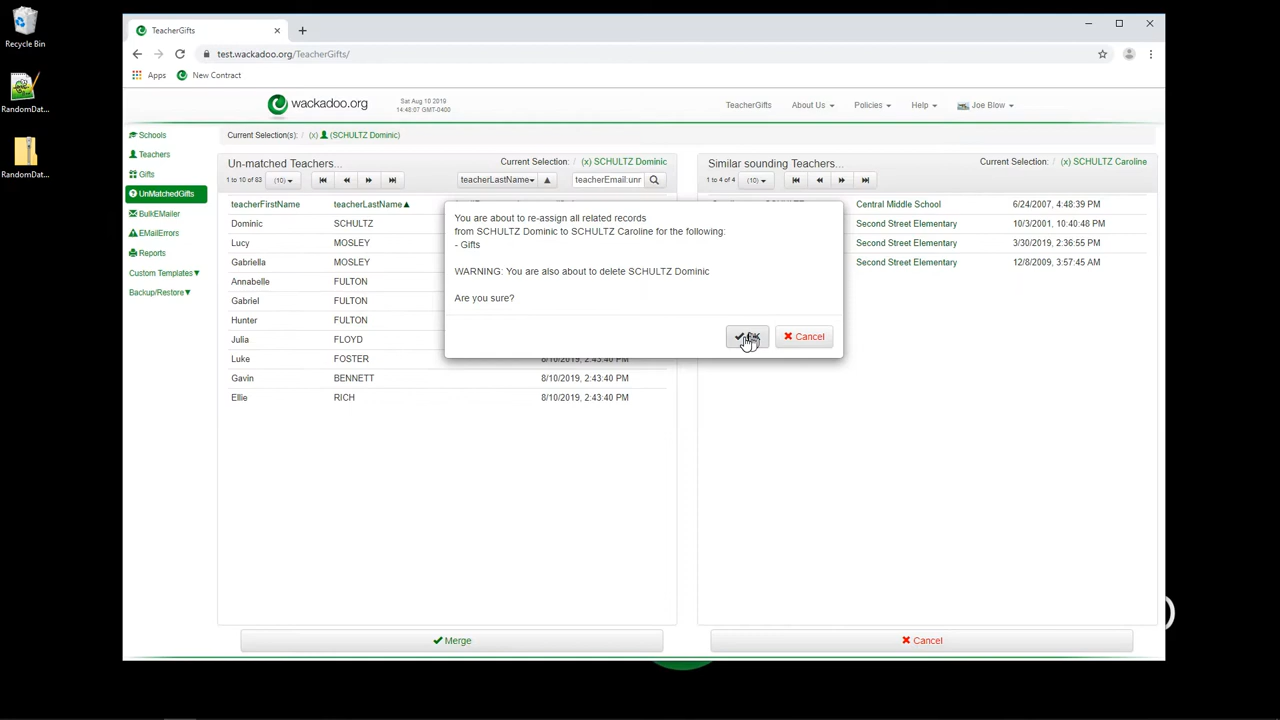 Recycle Bin
RandomDat...
RandomDat...
TeacherGifts
test.wackadoo.org/TeacherGifts/
Apps
New Contract
wackadoo.org
Sat Aug 10 2019
14:48:07 GMT-0400
TeacherGifts
About Us
Policies
Help
Joe Blow
Schools
Teachers
Gifts
UnMatchedGifts
BulkEMailer
EMailErrors
Reports
Custom Templates
Backup/Restore
Current Selection(s): / (x) (SCHULTZ Dominic)
Un-matched Teachers...
Current Selection: / (x) SCHULTZ Dominic
1 to 10 of 83
(10)
teacherLastName
teacherEmail:unr
teacherFirstName teacherLastName
Dominic SCHULTZ
Lucy MOSLEY
Gabriella MOSLEY
Annabelle FULTON
Gabriel FULTON
Hunter FULTON
Julia FLOYD
Luke FOSTER 8/10/2019, 2:43:40 PM
Gavin BENNETT 8/10/2019, 2:43:40 PM
Ellie RICH 8/10/2019, 2:43:40 PM
Similar sounding Teachers...
Current Selection: / (x) SCHULTZ Caroline
1 to 4 of 4
(10)
Central Middle School 6/24/2007, 4:48:39 PM
Second Street Elementary 10/3/2001, 10:40:48 PM
Second Street Elementary 3/30/2019, 2:36:55 PM
Second Street Elementary 12/8/2009, 3:57:45 AM
You are about to re-assign all related records
from SCHULTZ Dominic to SCHULTZ Caroline for the following:
- Gifts
WARNING: You are also about to delete SCHULTZ Dominic
Are you sure?
Cancel
Merge
Cancel